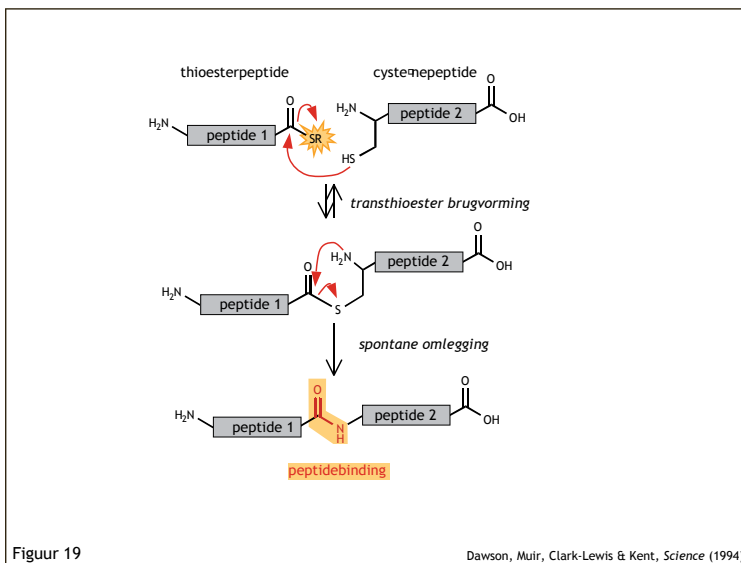 thioesterpeptide
cysteïnepeptide
O
H₂N
peptide 1
SR
H₂N
peptide 2
O
OH
HS
transthioester brugvorming
H₂N
peptide 1
O
S
H₂N
peptide 2
O
OH
spontane omlegging
H₂N
peptide 1
O
N
H
peptide 2
O
OH
peptidebinding
Figuur 19
Dawson, Muir, Clark-Lewis & Kent, Science (1994)